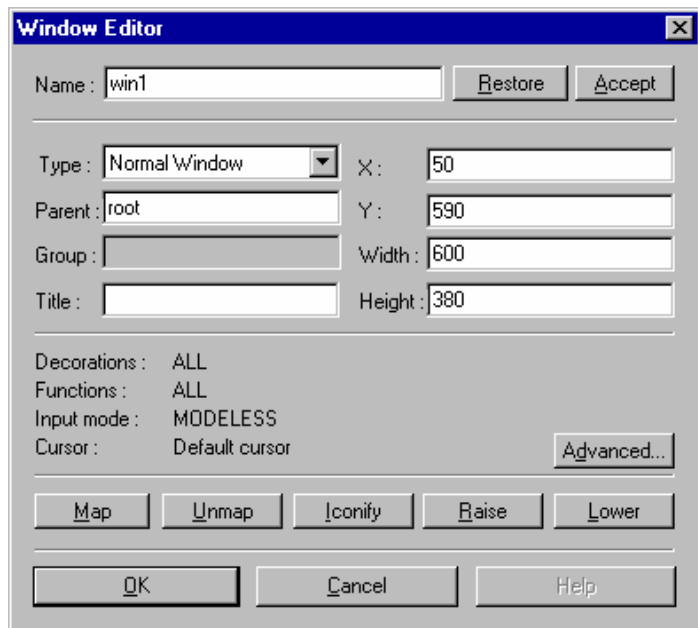 Window Editor
Name : win1 Restore Accept
Type : Normal Window X : 50
Parent : root Y : 590
Group : Width : 600
Title : Height : 380
Decorations : ALL
Functions : ALL
Input mode : MODELESS
Cursor : Default cursor Advanced...
Map Unmap Iconify Raise Lower
OK Cancel Help